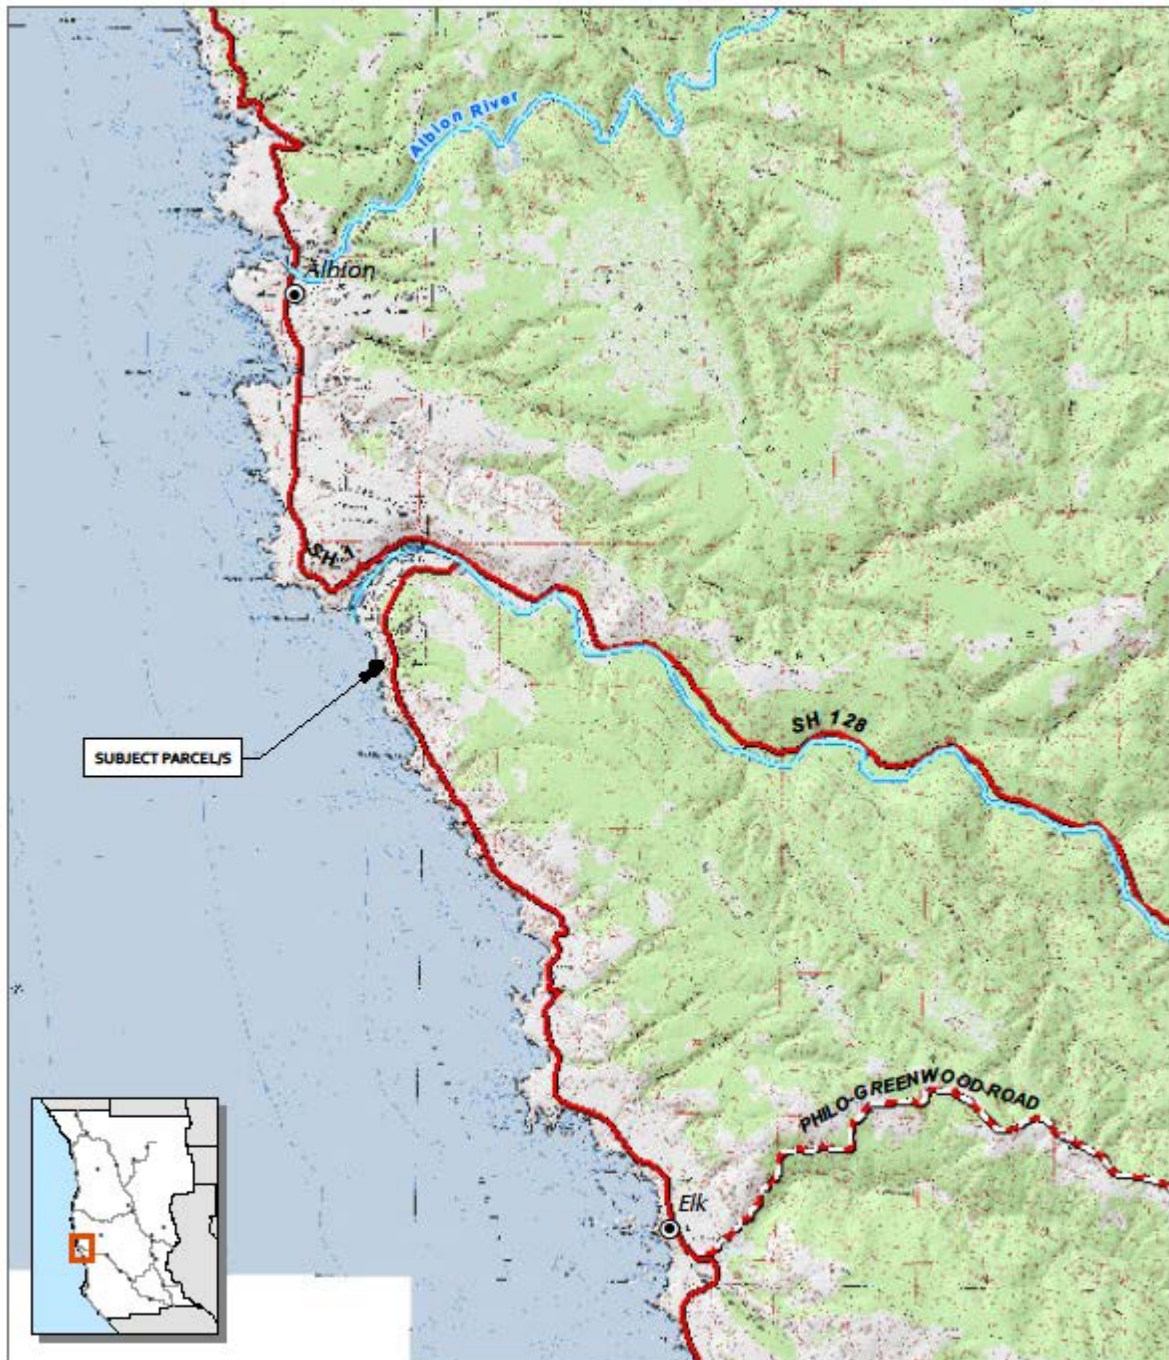 Albion River
Albion
SH 1
SUBJECT PARCEL/S
SH 128
PHILO-GREENWOOD-ROAD
Elk